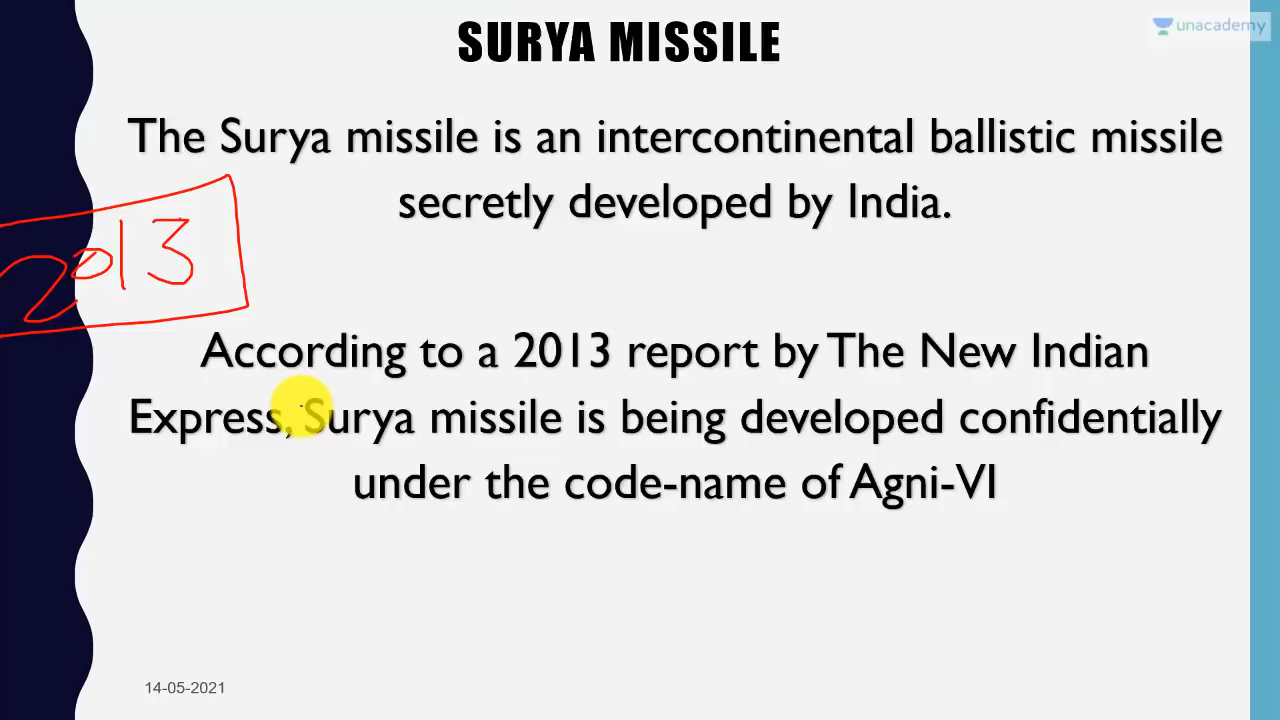 SURYA MISSILE
unacademy
The Surya missile is an intercontinental ballistic missile
secretly developed by India.
2013
According to a 2013 report by The New Indian
Express, Surya missile is being developed confidentially
under the code-name of Agni-VI
14-05-2021